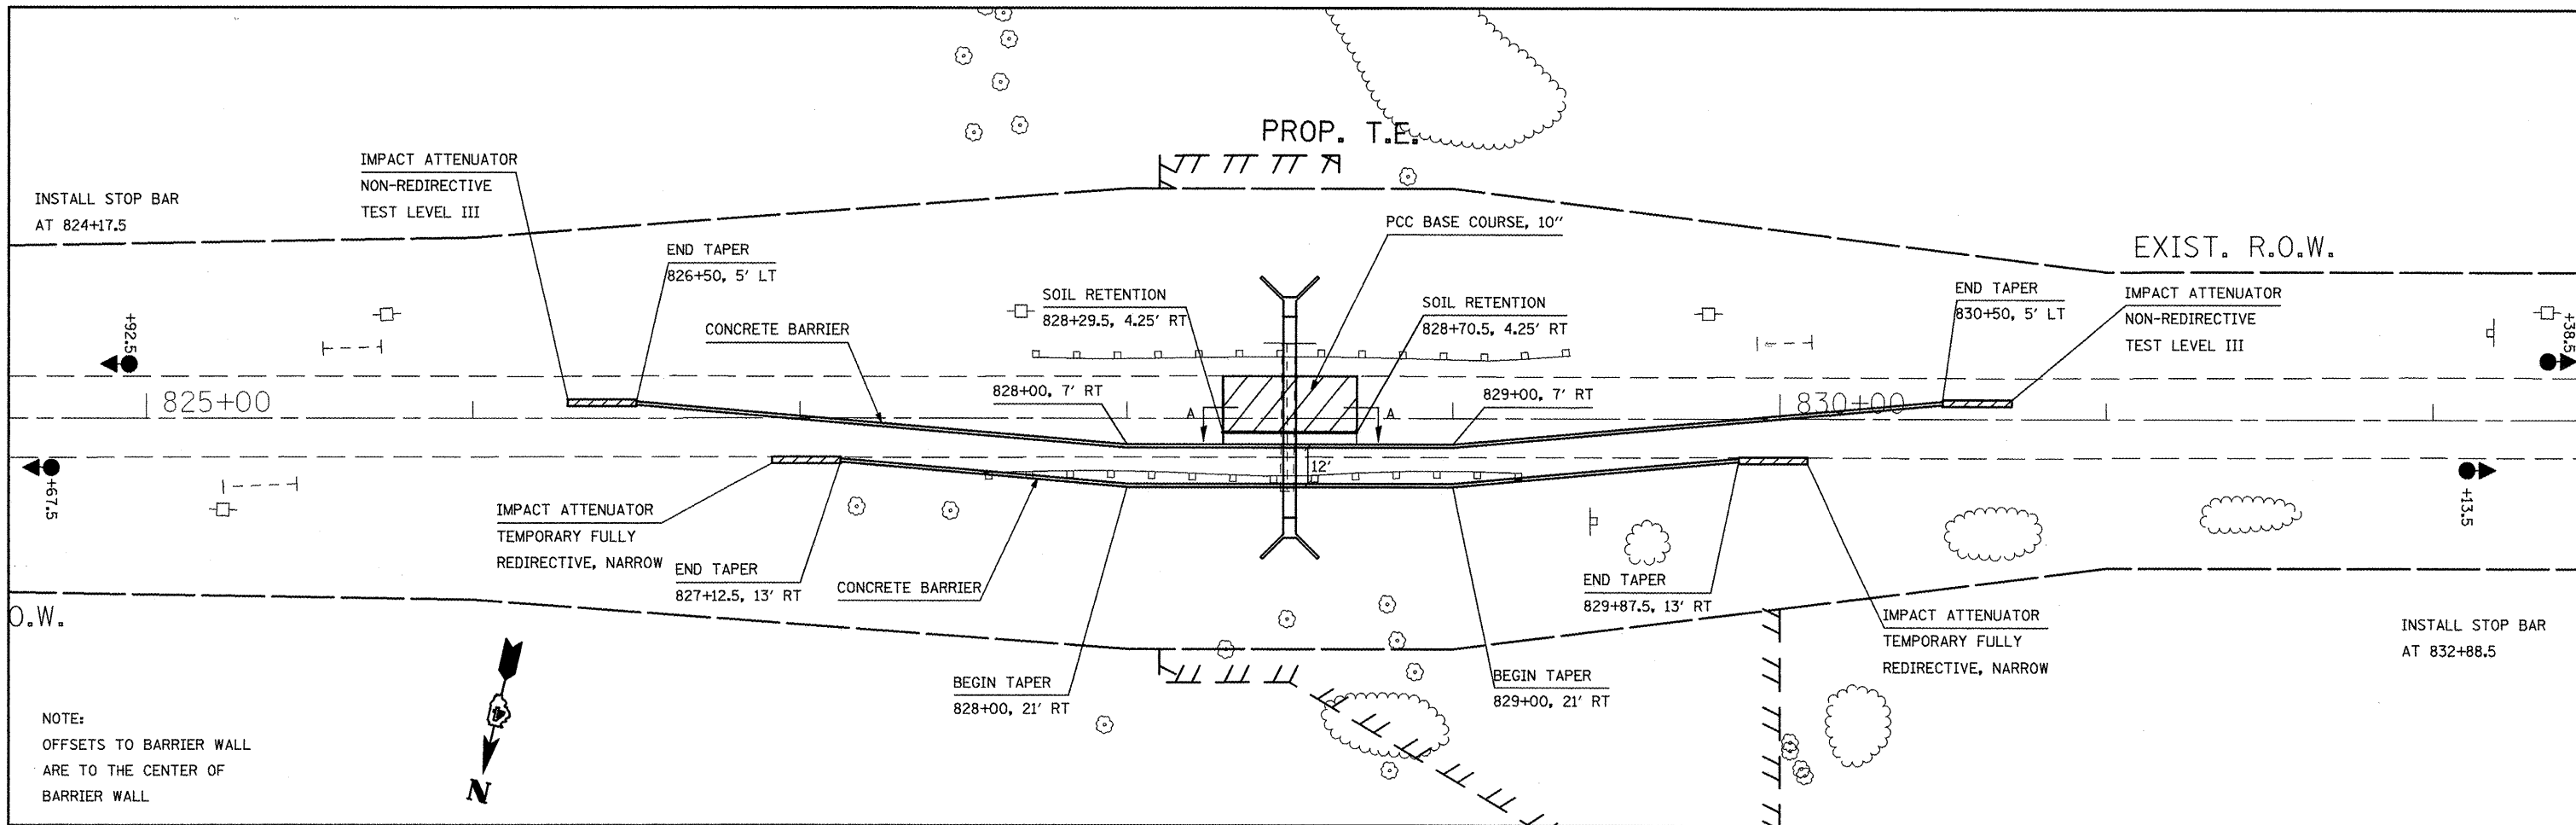 PROP. T.E.
IMPACT ATTENUATOR
NON-REDIRECTIVE
TEST LEVEL III
INSTALL STOP BAR
AT 824+17.5
END TAPER
826+50, 5' LT
CONCRETE BARRIER
SOIL RETENTION
828+29.5, 4.25' RT
PCC BASE COURSE, 10"
SOIL RETENTION
828+70.5, 4.25' RT
EXIST. R.O.W.
END TAPER
830+50, 5' LT
IMPACT ATTENUATOR
NON-REDIRECTIVE
TEST LEVEL III
+92.5
+38.5
825+00
828+00, 7' RT
A
A
829+00, 7' RT
830+00
12'
+67.5
+13.5
IMPACT ATTENUATOR
TEMPORARY FULLY
REDIRECTIVE, NARROW
END TAPER
827+12.5, 13' RT
CONCRETE BARRIER
END TAPER
829+87.5, 13' RT
IMPACT ATTENUATOR
TEMPORARY FULLY
REDIRECTIVE, NARROW
O.W.
INSTALL STOP BAR
AT 832+88.5
BEGIN TAPER
828+00, 21' RT
BEGIN TAPER
829+00, 21' RT
NOTE:
OFFSETS TO BARRIER WALL
ARE TO THE CENTER OF
BARRIER WALL
N